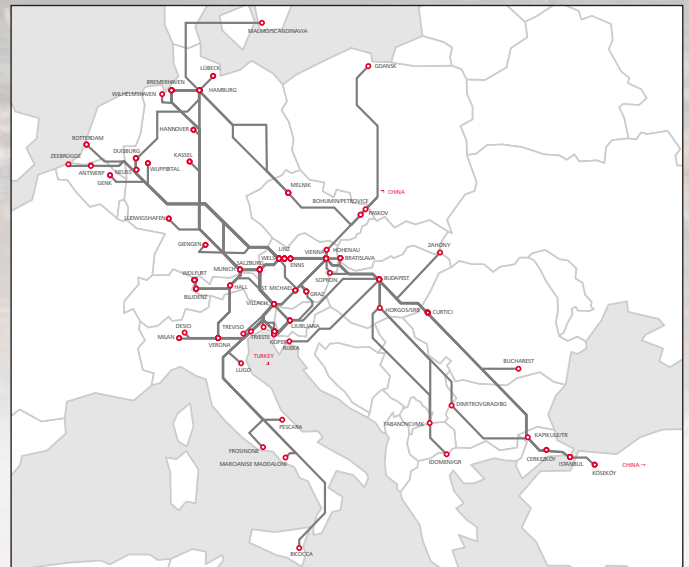 MALMÖ/SCANDINAVIA
GDANSK
LÜBECK
BREMERHAVEN
WILHELMSHAVEN
HAMBURG
HANNOVER
ROTTERDAM
ZEEBRÜGGE
DUISBURG
KASSEL
ANTWERP
NEUSS
WUPPERTAL
GENK
MELNIK
CHINA
BOHUMIN/PETROVICE
PASKOV
LUDWIGSHAFEN
GIENGEN
LINZ
VIENNA
HOHENAU
ZAHONY
SALZBURG
WELS
ENNS
BRATISLAVA
MUNICH
WOLFURT
SOPRON
BUDAPEST
HALL
ST. MICHAEL
GRAZ
BLUDENZ
VILLACH
HORGOS/SRB
CURTICI
DESIO
TREVISO
LJUBLJANA
MILAN
VERONA
TRIESTE
KOPER
RIJEKA
TURKEY
LUGO
BUCHAREST
DIMITROVGRAD/BG
PESCARA
TABANOVCI/MK
KAPIKULE/TR
FROSINONE
CERKEZKÖY
ISTANBUL
CHINA →
MARCIANISE MADDALONI
IDOMENI/GR
KÖSEKÖY
BICOCCA